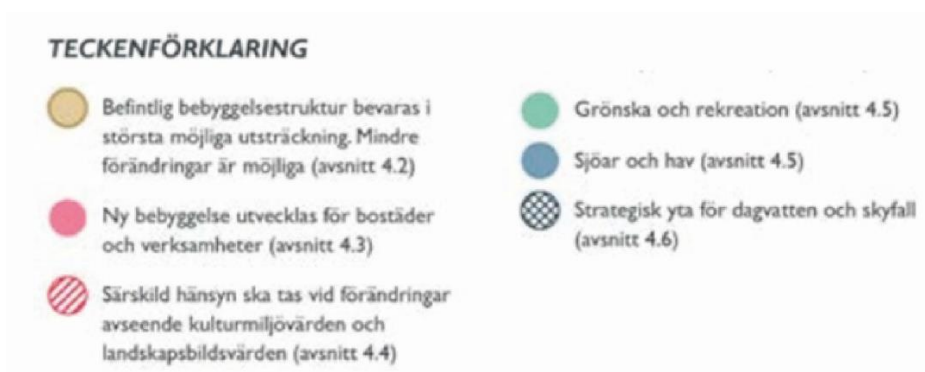 TECKENFÖRKLARING
Befintlig bebyggelsestruktur bevaras i
största möjliga utsträckning. Mindre
förändringar är möjliga (avsnitt 4.2)
Ny bebyggelse utvecklas för bostäder
och verksamheter (avsnitt 4.3)
Särskild hänsyn ska tas vid förändringar
avseende kulturmiljövärden och
landskapsbildsvärden (avsnitt 4.4)
Grönska och rekreation (avsnitt 4.5)
Sjöar och hav (avsnitt 4.5)
Strategisk yta för dagvatten och skyfall
(avsnitt 4.6)